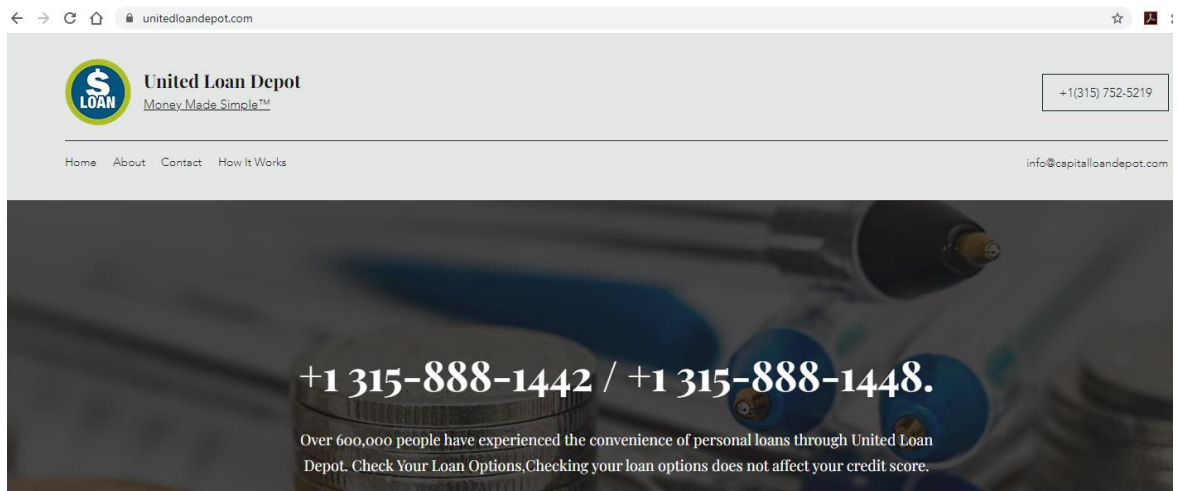 unitedloandepot.com
$
LOAN
United Loan Depot
Money Made Simple™
+1(315) 752-5219
Home About Contact How It Works
info@capitalloandepot.com
+1 315-888-1442 / +1 315-888-1448.
Over 600,000 people have experienced the convenience of personal loans through United Loan
Depot. Check Your Loan Options,Checking your loan options does not affect your credit score.